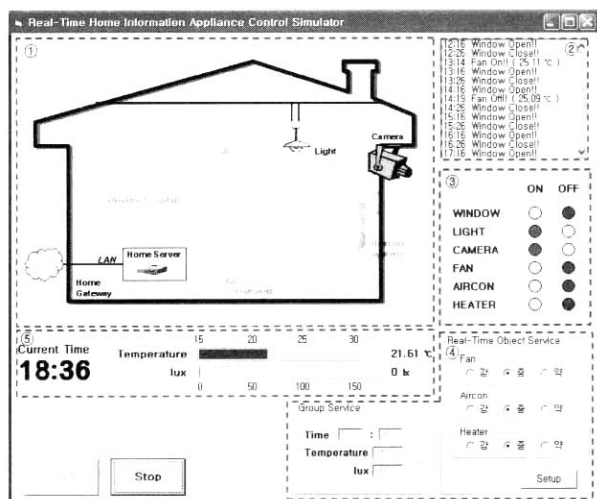 Real-Time Home Information Appliance Control Simulator
①
Light
Camera
LAN
Home Server
Home
Gateway
②
12:16 Window Open!!
12:26 Window Close!!
13:14 Fan On!! ( 25.11 ℃ )
13:16 Window Open!!
13:26 Window Close!!
14:16 Window Open!!
14:19 Fan Off!! ( 25.09 ℃ )
14:26 Window Close!!
15:16 Window Open!!
15:26 Window Close!!
16:16 Window Open!!
16:26 Window Close!!
17:16 Window Open!!
③
ON OFF
WINDOW
LIGHT
CAMERA
FAN
AIRCON
HEATER
⑤
Current Time
18:36
15 20 25 30
Temperature 21.61 ℃
lux 0 lx
0 50 100 150
Real-Time Object Service
④
Fan
강 중 약
Aircon
강 중 약
Heater
강 중 약
Setup
Group Service
Time :
Temperature
lux
Stop